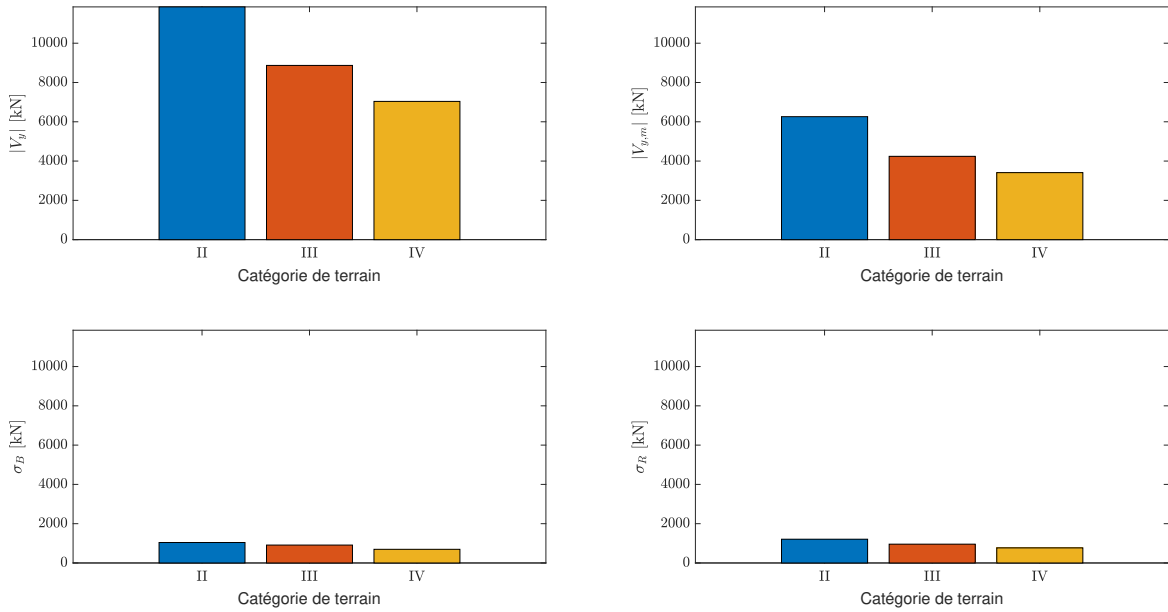 10000
8000
6000
4000
2000
0
|V_y| [kN]
II III IV
Catégorie de terrain
10000
8000
6000
4000
2000
0
|V_{y,m}| [kN]
II III IV
Catégorie de terrain
10000
8000
6000
4000
2000
0
σ_B [kN]
II III IV
Catégorie de terrain
10000
8000
6000
4000
2000
0
σ_R [kN]
II III IV
Catégorie de terrain